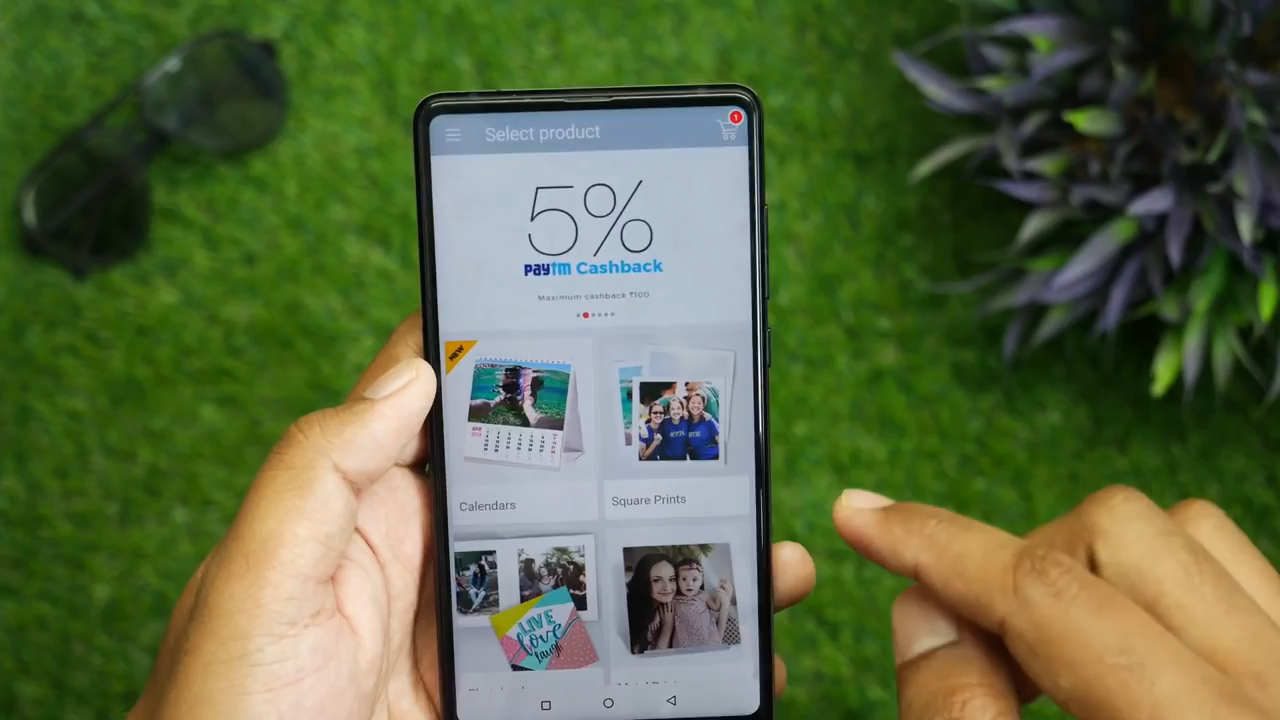 Select product
1
5%
paytm Cashback
Maximum cashback ₹100
NEW
Calendars
Square Prints
LIVE
love
laugh